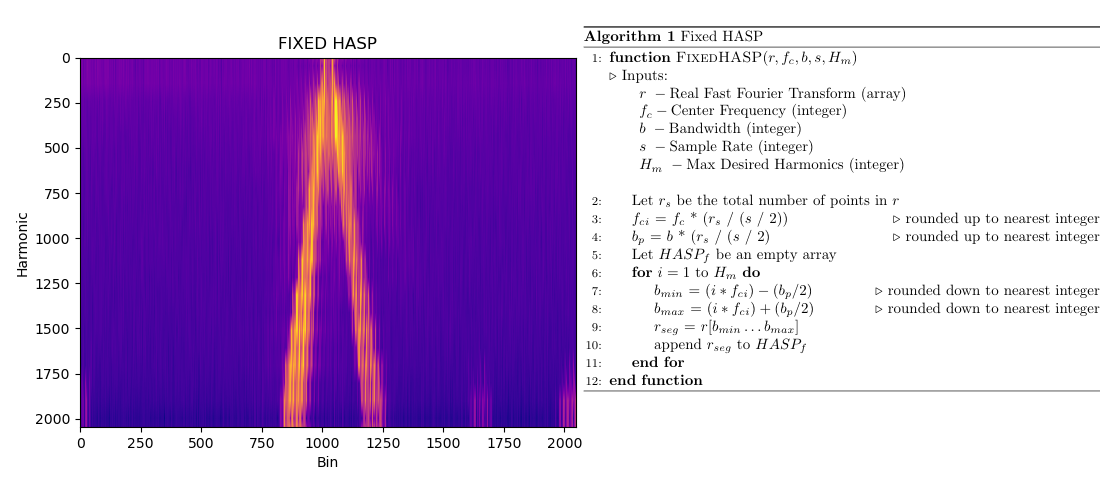 FIXED HASP
0
250
500
750
1000
1250
1500
1750
2000
Harmonic
0 250 500 750 1000 1250 1500 1750 2000
Bin
Algorithm 1 Fixed HASP
1: function FIXEDHASP(r, f_c, b, s, H_m)
▷ Inputs:
r − Real Fast Fourier Transform (array)
f_c − Center Frequency (integer)
b − Bandwidth (integer)
s − Sample Rate (integer)
H_m − Max Desired Harmonics (integer)
2: Let r_s be the total number of points in r
3: f_ci = f_c * (r_s / (s / 2)) ▷ rounded up to nearest integer
4: b_p = b * (r_s / (s / 2) ▷ rounded up to nearest integer
5: Let HASP_f be an empty array
6: for i = 1 to H_m do
7: b_min = (i ∗ f_ci) − (b_p/2) ▷ rounded down to nearest integer
8: b_max = (i ∗ f_ci) + (b_p/2) ▷ rounded down to nearest integer
9: r_seg = r[b_min … b_max]
10: append r_seg to HASP_f
11: end for
12: end function